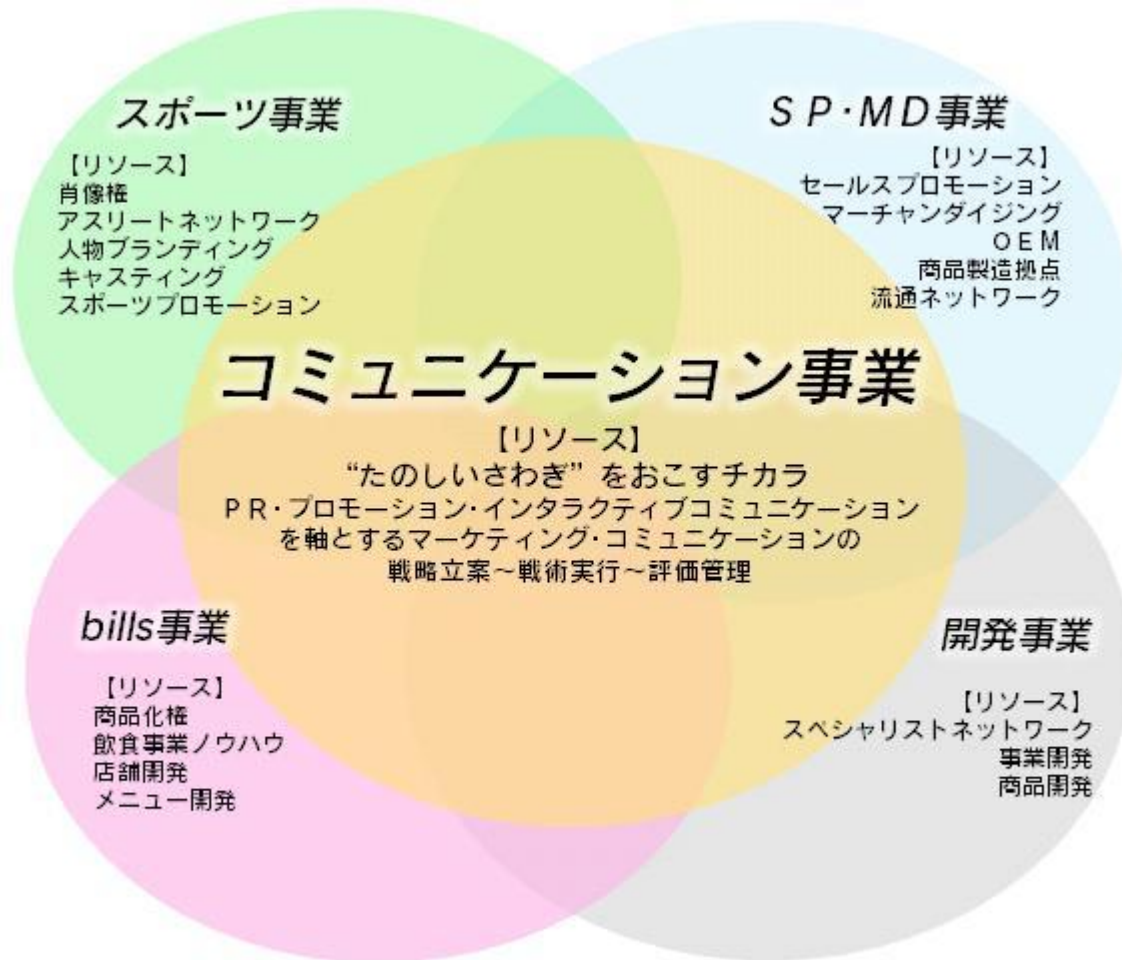 スポーツ事業
【リソース】
肖像権
アスリートネットワーク
人物ブランディング
キャスティング
スポーツプロモーション
SP・MD事業
【リソース】
セールスプロモーション
マーチャンダイジング
OEM
商品製造拠点
流通ネットワーク
コミュニケーション事業
【リソース】
“たのしいさわぎ”をおこすチカラ
PR・プロモーション・インタラクティブコミュニケーション
を軸とするマーケティング・コミュニケーションの
戦略立案～戦術実行～評価管理
bills事業
【リソース】
商品化権
飲食事業ノウハウ
店舗開発
メニュー開発
開発事業
【リソース】
スペシャリストネットワーク
事業開発
商品開発